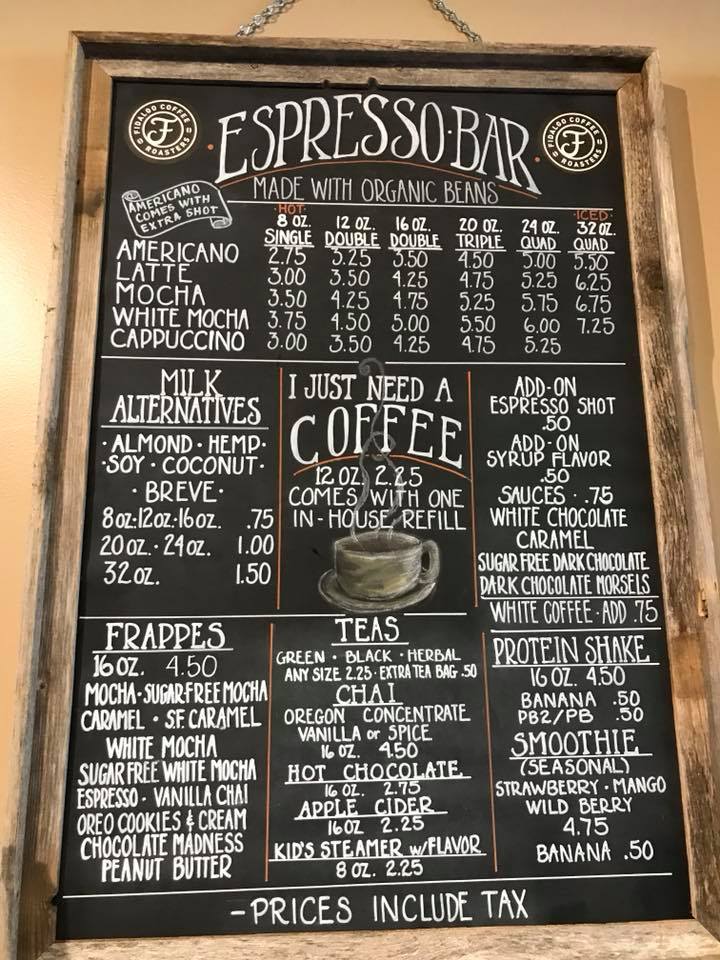 FIDALGO COFFEE ROASTERS
F
ESPRESSO·BAR
FIDALGO COFFEE ROASTERS
F
MADE WITH ORGANIC BEANS
AMERICANO
COMES WITH
EXTRA SHOT
·HOT· ·ICED·
8 OZ. 12 OZ. 16 OZ. 20 OZ. 24 OZ. 32 OZ.
SINGLE DOUBLE DOUBLE TRIPLE QUAD QUAD
AMERICANO 2.75 3.25 3.50 4.50 5.00 5.50
LATTE 3.00 3.50 4.25 4.75 5.25 6.25
MOCHA 3.50 4.25 4.75 5.25 5.75 6.75
WHITE MOCHA 3.75 4.50 5.00 5.50 6.00 7.25
CAPPUCCINO 3.00 3.50 4.25 4.75 5.25
MILK
ALTERNATIVES
·ALMOND·HEMP·
·SOY·COCONUT·
·BREVE·
8oz·12oz·16oz. .75
20oz.·24oz. 1.00
32oz. 1.50
I JUST NEED A
COFFEE
12 OZ. 2.25
COMES WITH ONE
IN-HOUSE REFILL
ADD-ON
ESPRESSO SHOT
.50
ADD-ON
SYRUP FLAVOR
.50
SAUCES · .75
WHITE CHOCOLATE
CARAMEL
SUGAR FREE DARK CHOCOLATE
DARK CHOCOLATE MORSELS
WHITE COFFEE·ADD .75
FRAPPES
16 OZ. 4.50
MOCHA·SUGAR FREE MOCHA
CARAMEL · SF CARAMEL
WHITE MOCHA
SUGAR FREE WHITE MOCHA
ESPRESSO · VANILLA CHAI
OREO COOKIES & CREAM
CHOCOLATE MADNESS
PEANUT BUTTER
TEAS
GREEN · BLACK · HERBAL
ANY SIZE 2.25·EXTRA TEA BAG .50
CHAI
OREGON CONCENTRATE
VANILLA or SPICE
16 OZ. 4.50
HOT CHOCOLATE
16 OZ. 2.75
APPLE CIDER
16 OZ 2.25
KID'S STEAMER w/FLAVOR
8 OZ. 2.25
PROTEIN SHAKE
16 OZ. 4.50
BANANA .50
PB2/PB .50
SMOOTHIE
(SEASONAL)
STRAWBERRY·MANGO
WILD BERRY
4.75
BANANA .50
-PRICES INCLUDE TAX